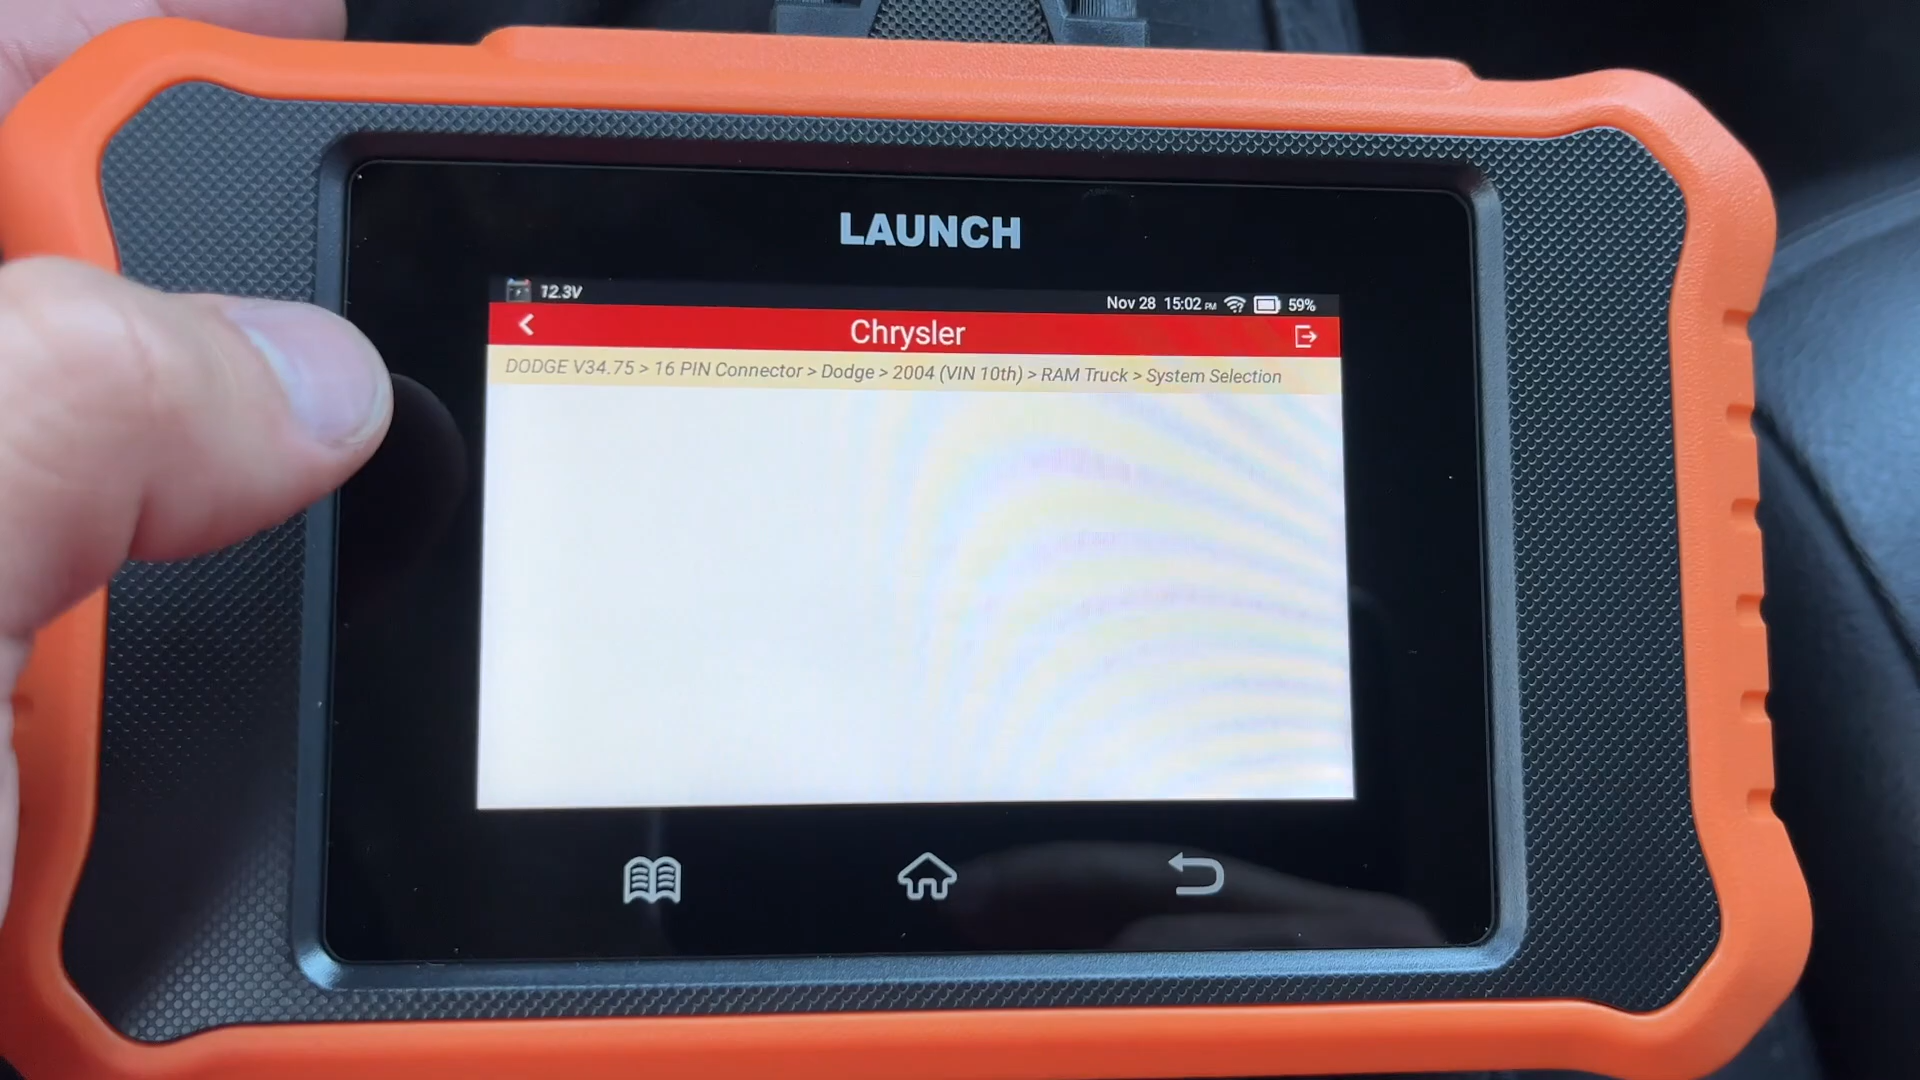 LAUNCH
12.3V
Nov 28 15:02 PM 59%
Chrysler
DODGE V34.75 > 16 PIN Connector > Dodge > 2004 (VIN 10th) > RAM Truck > System Selection